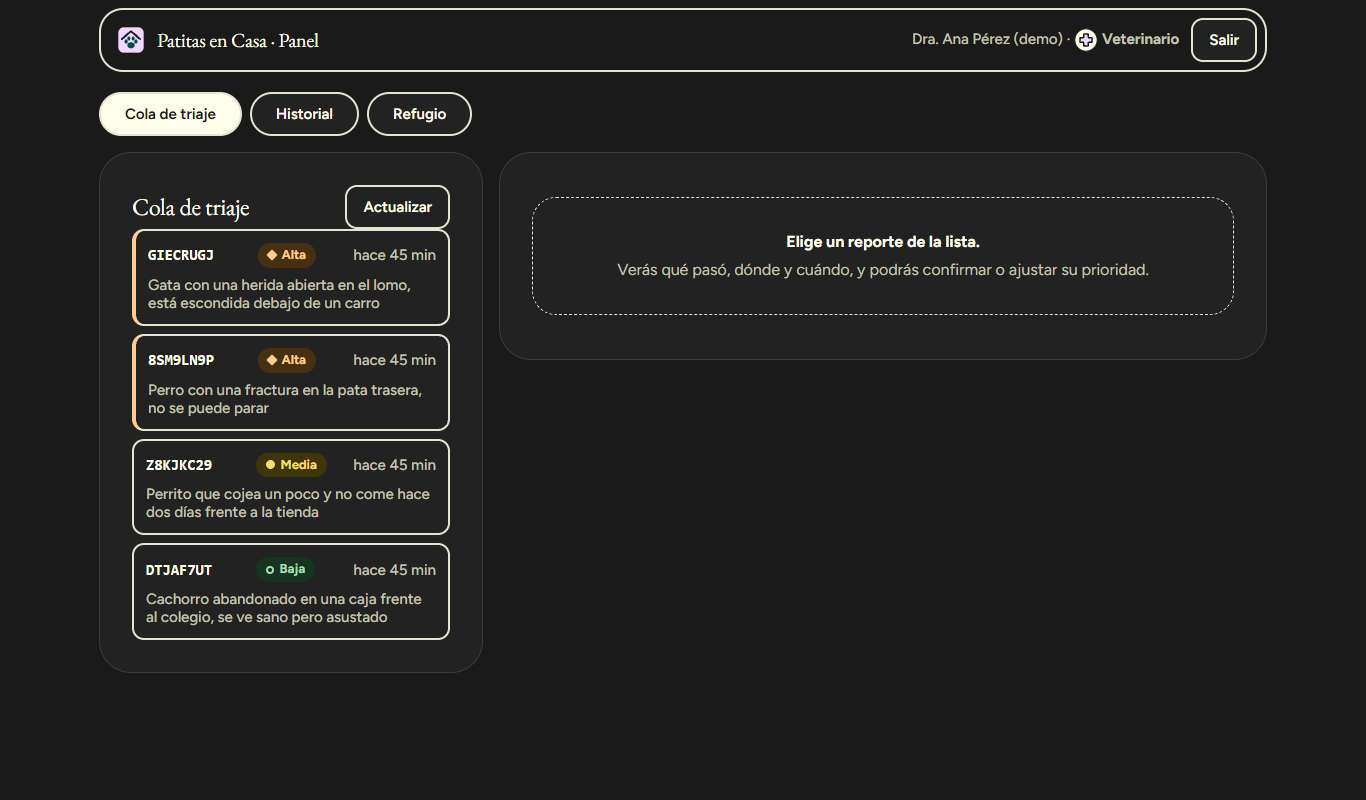 Patitas en Casa · Panel
Dra. Ana Pérez (demo) · Veterinario
Salir
Cola de triaje
Historial
Refugio
Cola de triaje
Actualizar
GIECRUGJ Alta hace 45 min
Gata con una herida abierta en el lomo,
está escondida debajo de un carro
8SM9LN9P Alta hace 45 min
Perro con una fractura en la pata trasera,
no se puede parar
Z8KJKC29 Media hace 45 min
Perrito que cojea un poco y no come hace
dos días frente a la tienda
DTJAF7UT Baja hace 45 min
Cachorro abandonado en una caja frente
al colegio, se ve sano pero asustado
Elige un reporte de la lista.
Verás qué pasó, dónde y cuándo, y podrás confirmar o ajustar su prioridad.